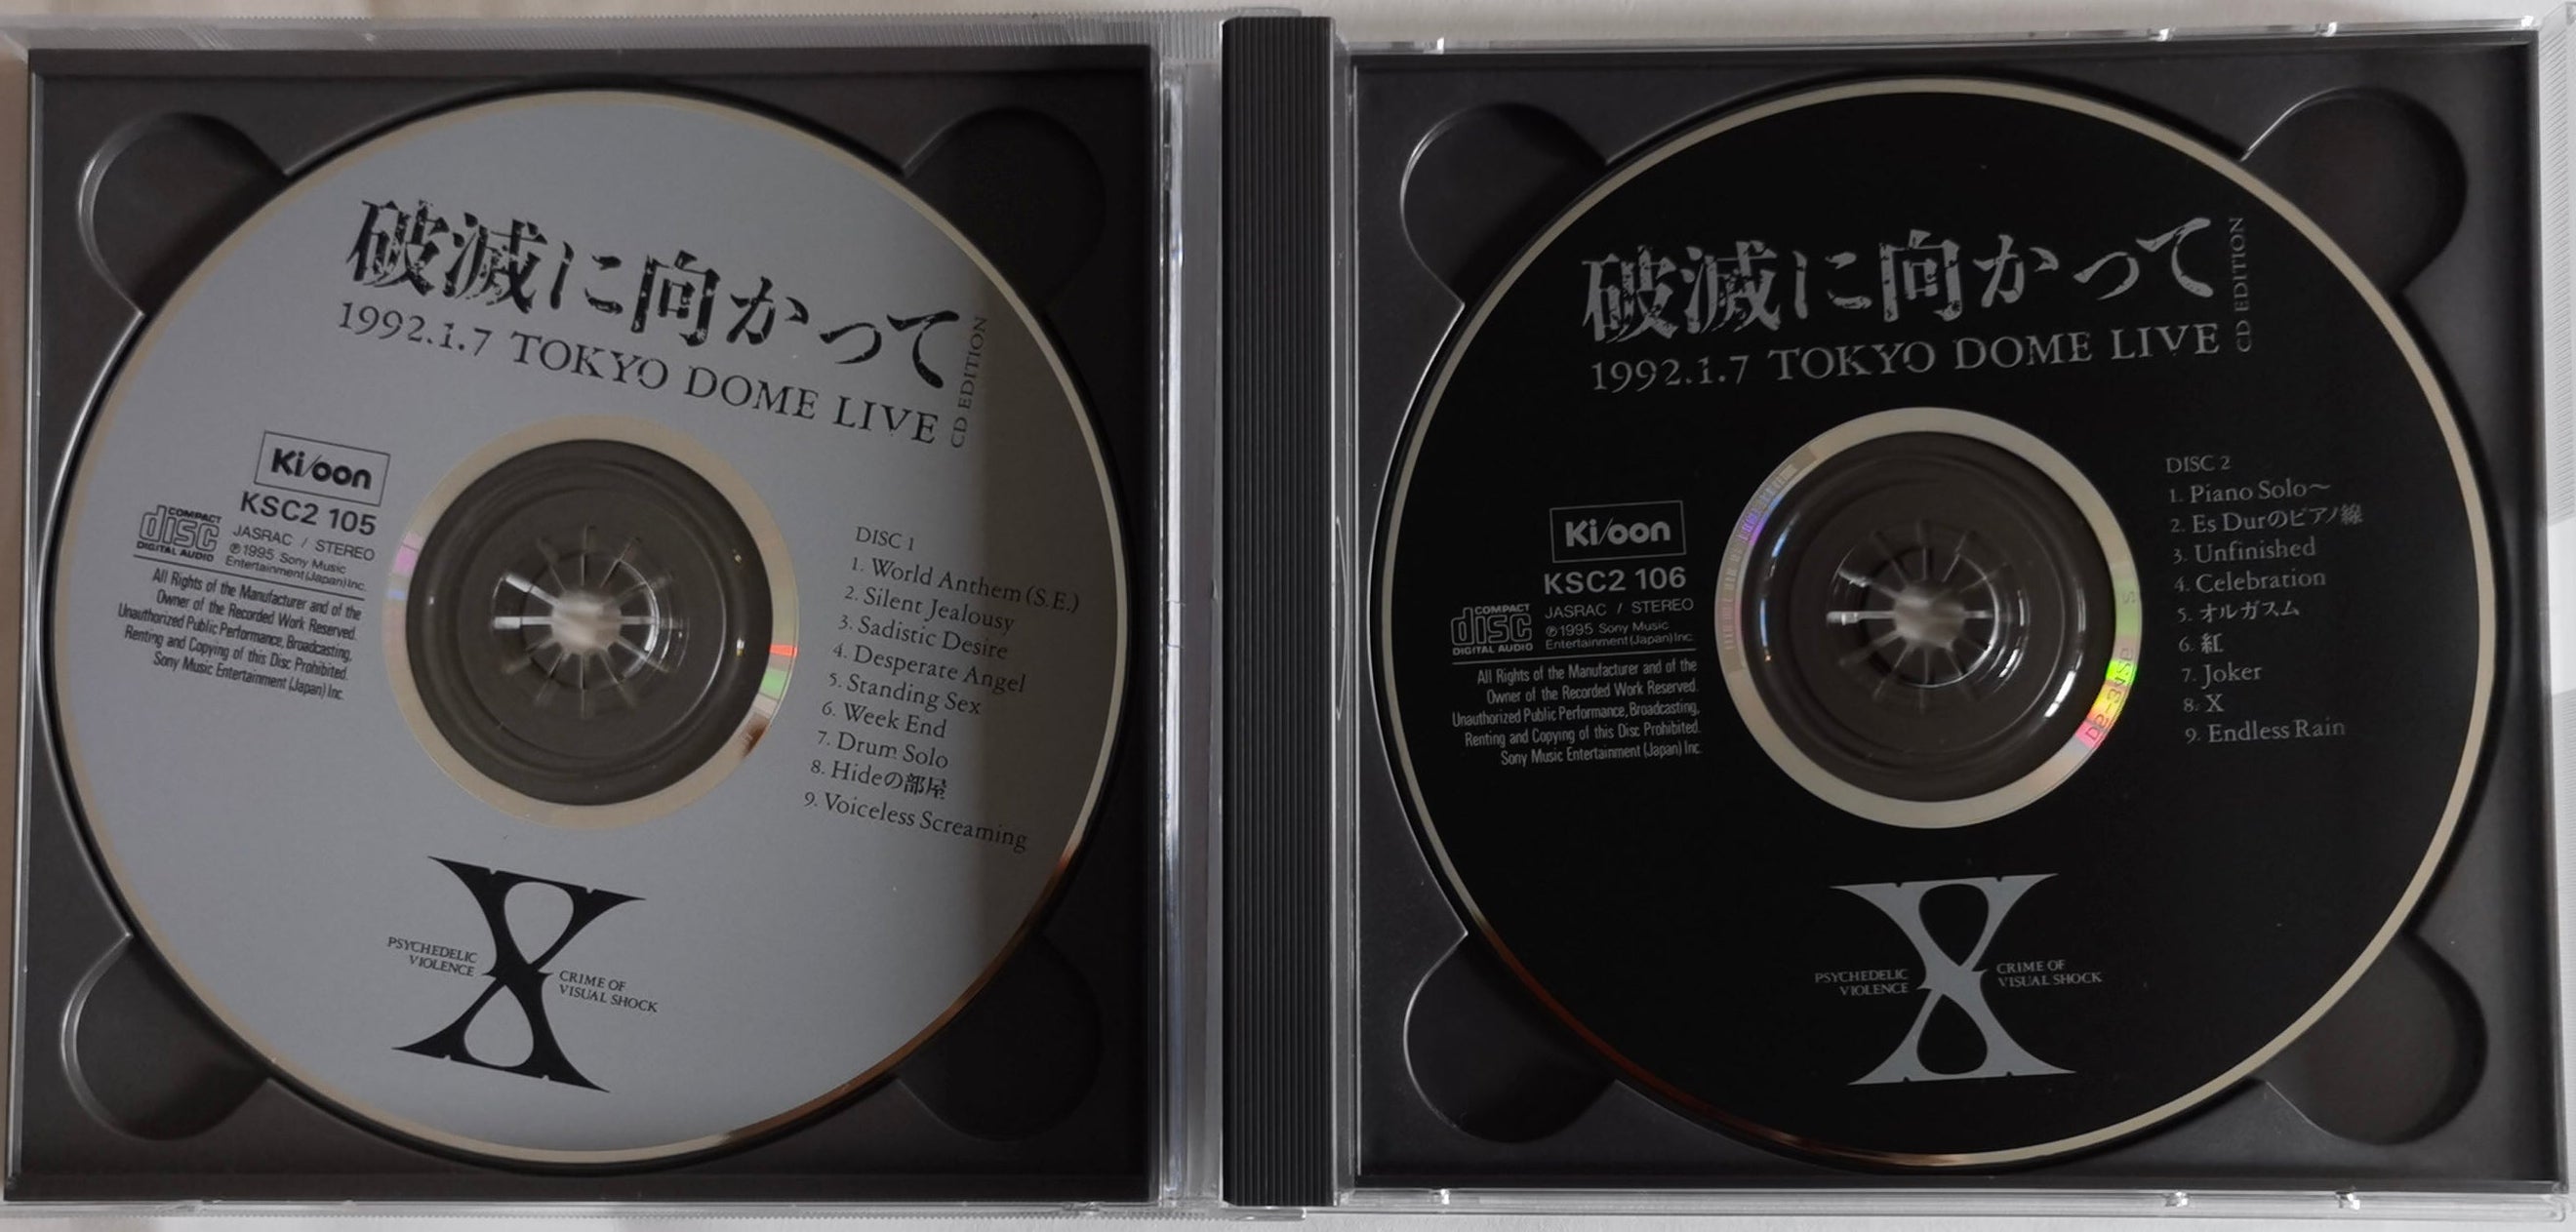 破滅に向かって
CD EDITION
1992.1.7 TOKYO DOME LIVE
Ki/oon
KSC2 105
COMPACT
disc
DIGITAL AUDIO
JASRAC / STEREO
℗1995 Sony Music
Entertainment(Japan)Inc.
All Rights of the Manufacturer and of the
Owner of the Recorded Work Reserved.
Unauthorized Public Performance, Broadcasting,
Renting and Copying of this Disc Prohibited.
Sony Music Entertainment (Japan) Inc.
DISC 1
1. World Anthem (S.E.)
2. Silent Jealousy
3. Sadistic Desire
4. Desperate Angel
5. Standing Sex
6. Week End
7. Drum Solo
8. Hideの部屋
9. Voiceless Screaming
X
PSYCHEDELIC
VIOLENCE
CRIME OF
VISUAL SHOCK
破滅に向かって
CD EDITION
1992.1.7 TOKYO DOME LIVE
Ki/oon
KSC2 106
COMPACT
disc
DIGITAL AUDIO
JASRAC / STEREO
℗1995 Sony Music
Entertainment(Japan)Inc.
All Rights of the Manufacturer and of the
Owner of the Recorded Work Reserved.
Unauthorized Public Performance, Broadcasting,
Renting and Copying of this Disc Prohibited.
Sony Music Entertainment (Japan) Inc.
DISC 2
1. Piano Solo〜
2. Es Durのピアノ線
3. Unfinished
4. Celebration
5. オルガスム
6. 紅
7. Joker
8. X
9. Endless Rain
X
PSYCHEDELIC
VIOLENCE
CRIME OF
VISUAL SHOCK